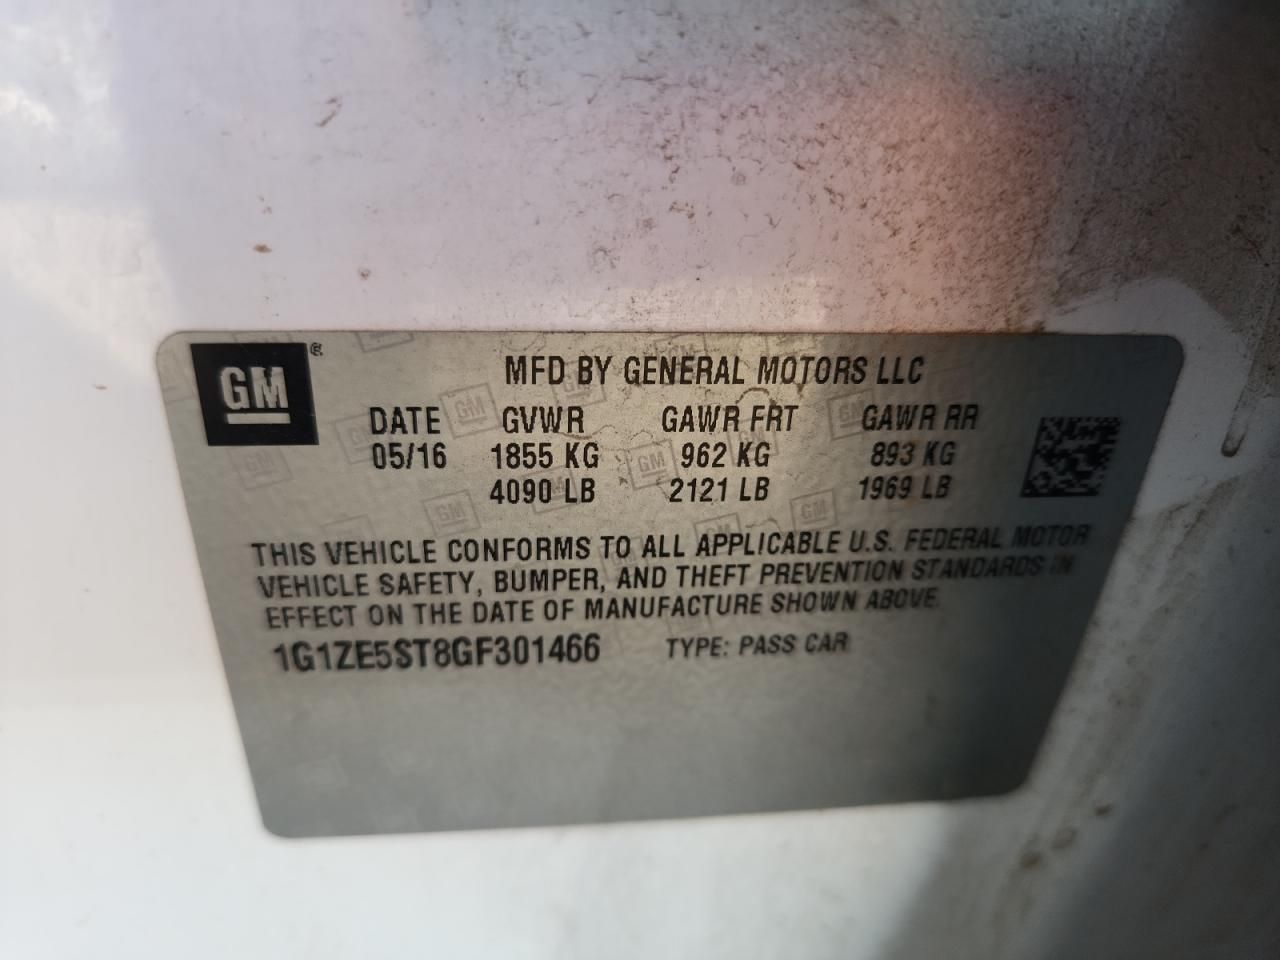 GM®
MFD BY GENERAL MOTORS LLC
DATE GVWR GAWR FRT GAWR RR
05/16 1855 KG 962 KG 893 KG
4090 LB 2121 LB 1969 LB
THIS VEHICLE CONFORMS TO ALL APPLICABLE U.S. FEDERAL MOTOR
VEHICLE SAFETY, BUMPER, AND THEFT PREVENTION STANDARDS IN
EFFECT ON THE DATE OF MANUFACTURE SHOWN ABOVE.
1G1ZE5ST8GF301466 TYPE: PASS CAR